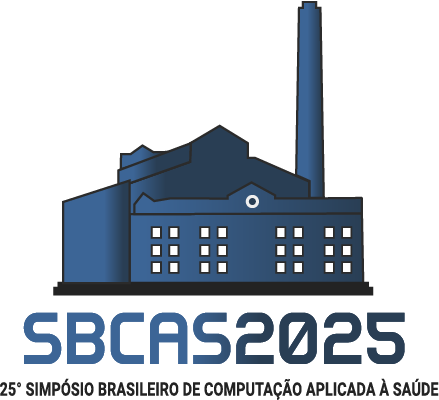 SBCAS2025
25° SIMPÓSIO BRASILEIRO DE COMPUTAÇÃO APLICADA À SAÚDE